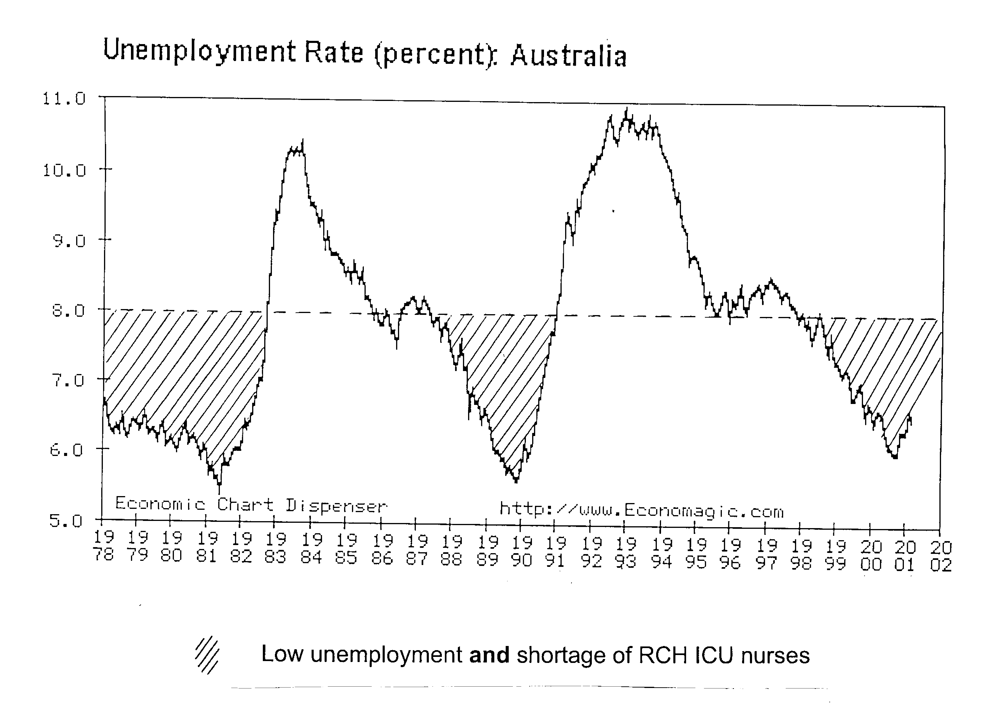 Unemployment Rate (percent): Australia
11.0
10.0
9.0
8.0
7.0
6.0
5.0
Economic Chart Dispenser
http://www.Economagic.com
19 19 19 19 19 19 19 19 19 19 19 19 19 19 19 19 19 19 19 19 19 19 20 20 20
78 79 80 81 82 83 84 85 86 87 88 89 90 91 92 93 94 95 96 97 98 99 00 01 02
Low unemployment and shortage of RCH ICU nurses